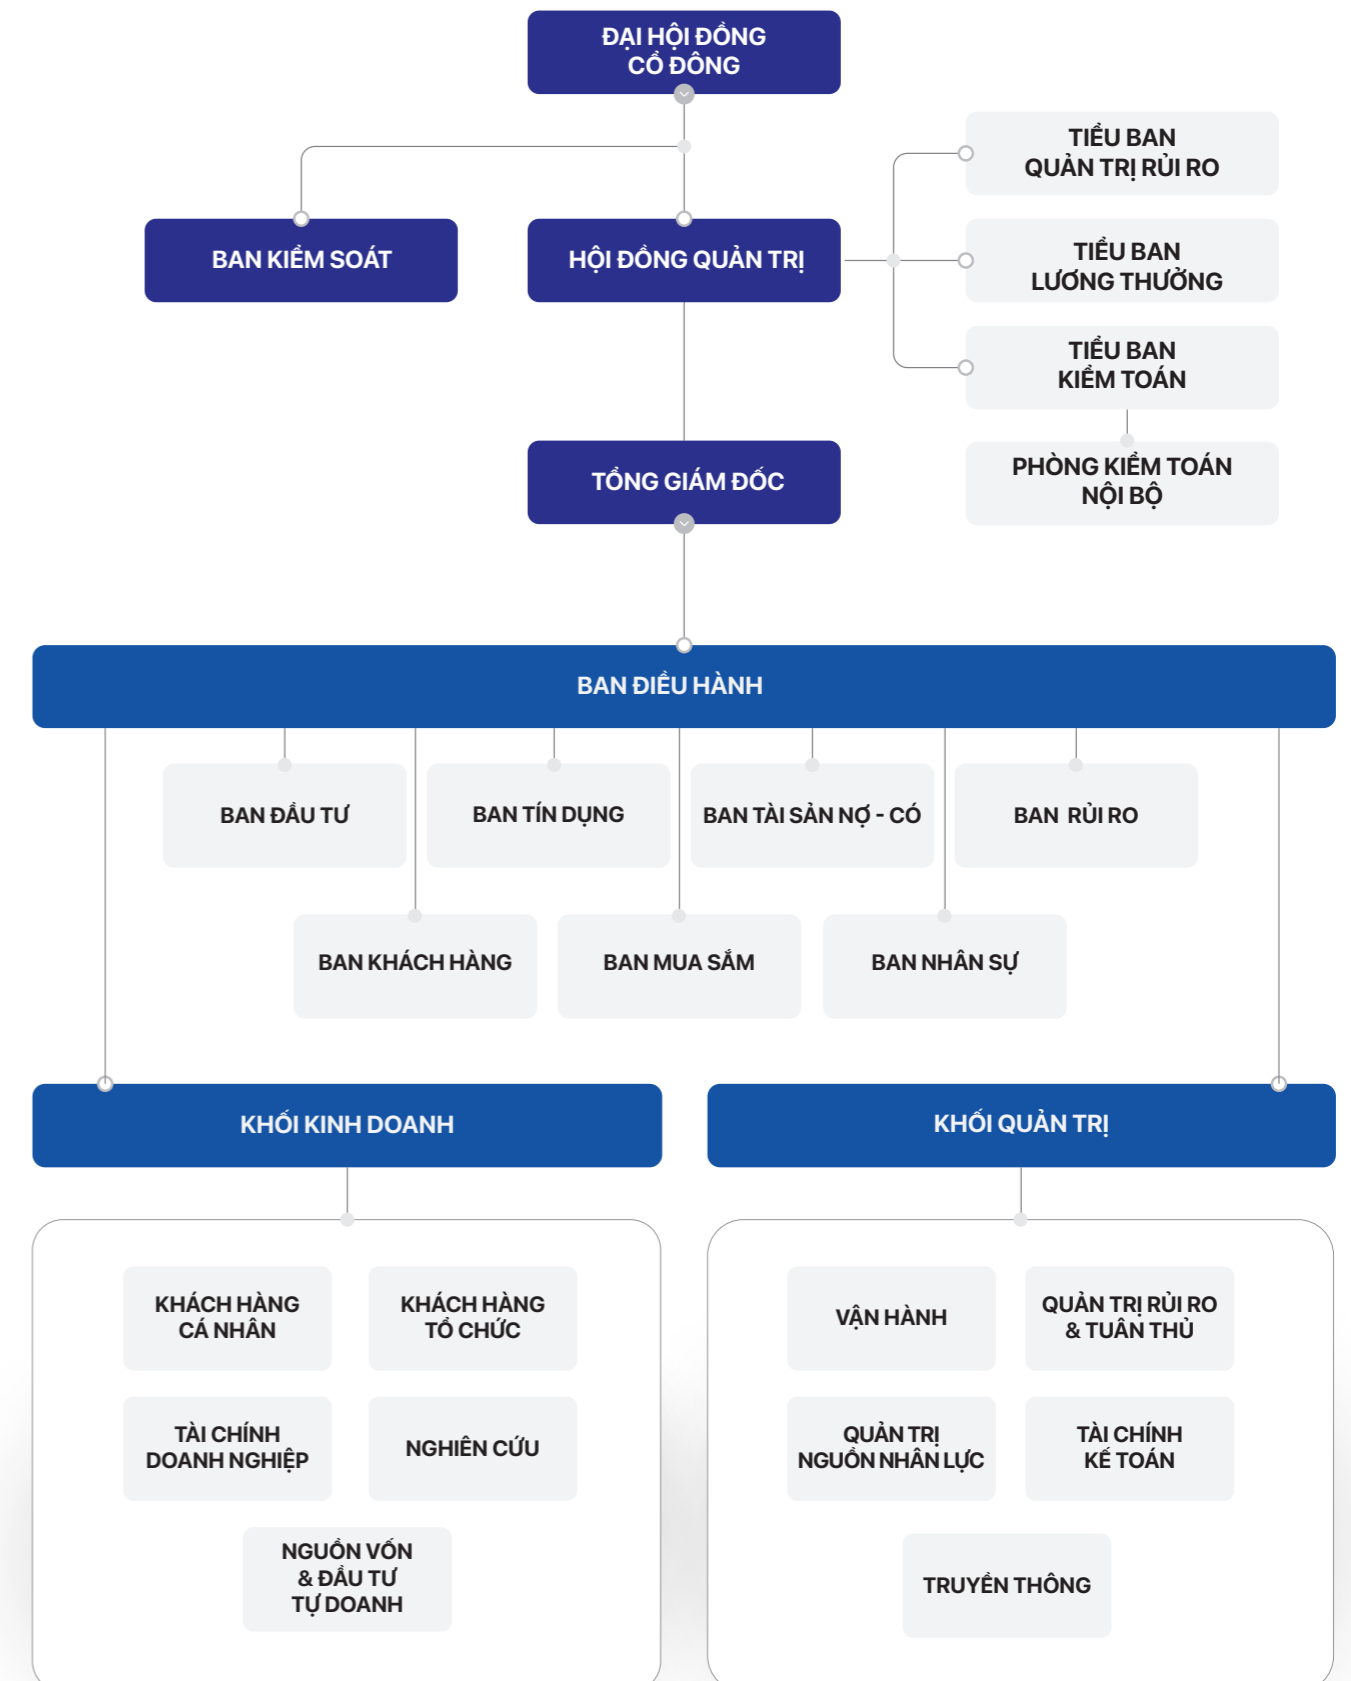 ĐẠI HỘI ĐỒNG
CỔ ĐÔNG
TIỂU BAN
QUẢN TRỊ RỦI RO
BAN KIỂM SOÁT
HỘI ĐỒNG QUẢN TRỊ
TIỂU BAN
LƯƠNG THƯỞNG
TIỂU BAN
KIỂM TOÁN
TỔNG GIÁM ĐỐC
PHÒNG KIỂM TOÁN
NỘI BỘ
BAN ĐIỀU HÀNH
BAN ĐẦU TƯ
BAN TÍN DỤNG
BAN TÀI SẢN NỢ - CÓ
BAN RỦI RO
BAN KHÁCH HÀNG
BAN MUA SẮM
BAN NHÂN SỰ
KHỐI KINH DOANH
KHỐI QUẢN TRỊ
KHÁCH HÀNG
CÁ NHÂN
KHÁCH HÀNG
TỔ CHỨC
TÀI CHÍNH
DOANH NGHIỆP
NGHIÊN CỨU
NGUỒN VỐN
& ĐẦU TƯ
TỰ DOANH
VẬN HÀNH
QUẢN TRỊ RỦI RO
& TUÂN THỦ
QUẢN TRỊ
NGUỒN NHÂN LỰC
TÀI CHÍNH
KẾ TOÁN
TRUYỀN THÔNG